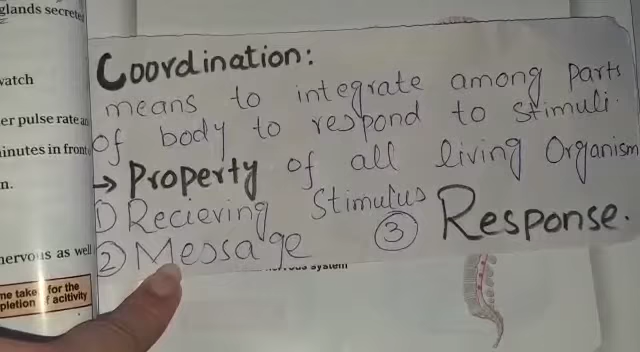 glands secrete
watch
er pulse rate a
inutes in front
n.
nervous as well
me take for the
pletion f acitivity
Coordination:
means to integrate among parts
of body to respond to stimuli.
→ Property of all living Organism
① Recieving Stimulus
② Message ③ Response.
system